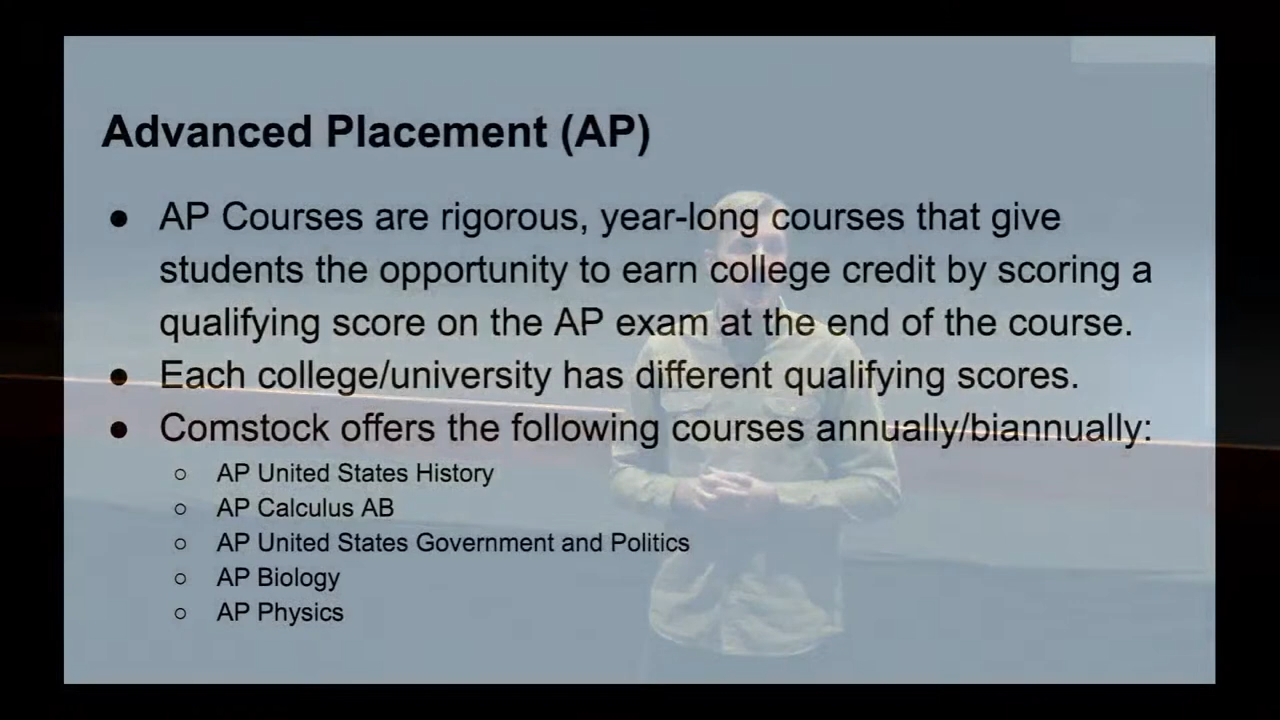 Advanced Placement (AP)
● AP Courses are rigorous, year-long courses that give
students the opportunity to earn college credit by scoring a
qualifying score on the AP exam at the end of the course.
● Each college/university has different qualifying scores.
● Comstock offers the following courses annually/biannually:
○ AP United States History
○ AP Calculus AB
○ AP United States Government and Politics
○ AP Biology
○ AP Physics